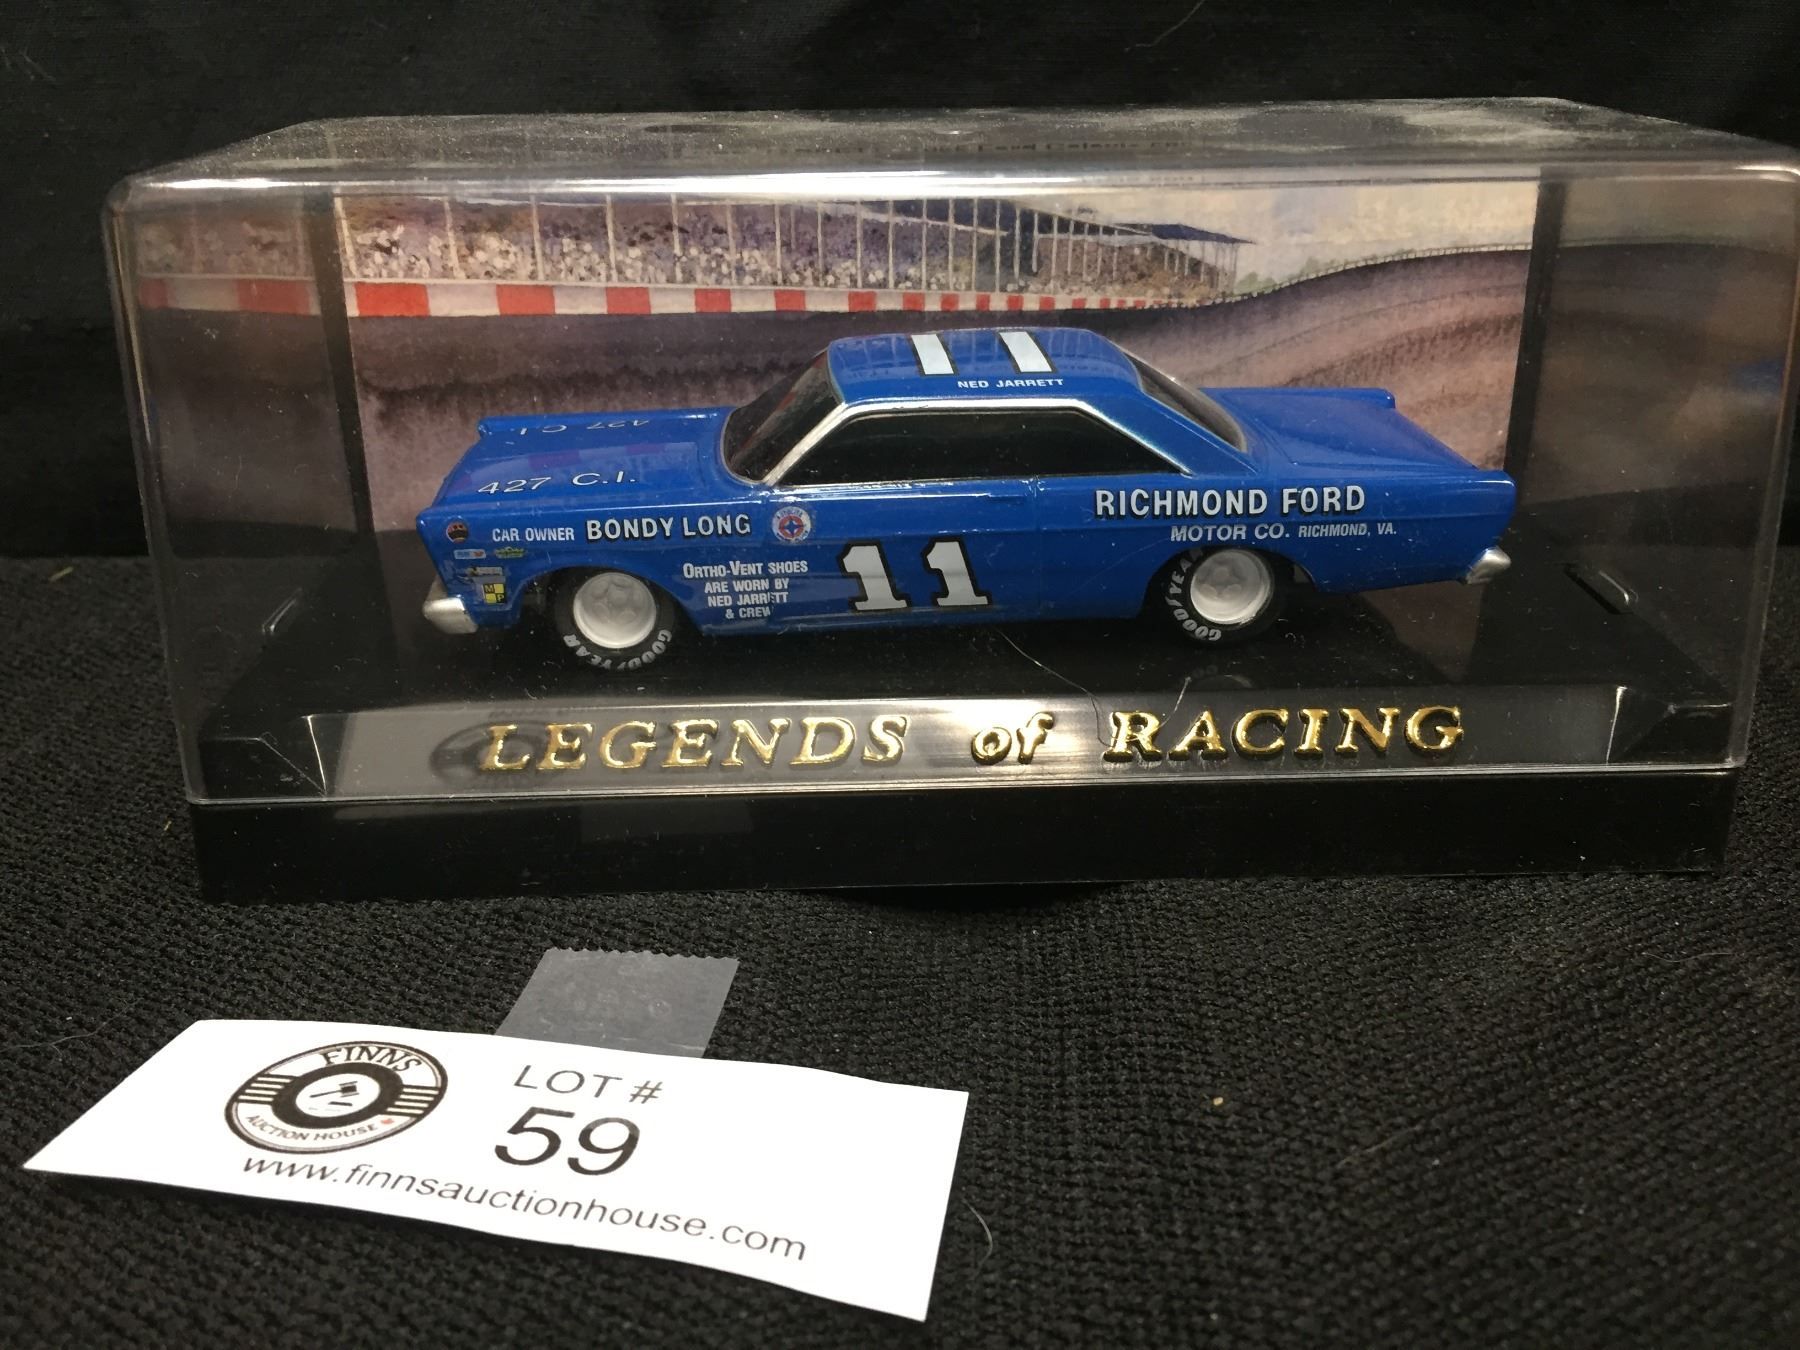 11
NED JARRETT
427 C.I.
427 C.I.
CAR OWNER BONDY LONG
RICHMOND FORD
MOTOR CO. RICHMOND, VA.
ORTHO-VENT SHOES
ARE WORN BY
NED JARRETT
& CREW
11
GOODYEAR
GOODYEAR
LEGENDS of RACING
FINNS
AUCTION HOUSE
LOT #
59
www.finnsauctionhouse.com